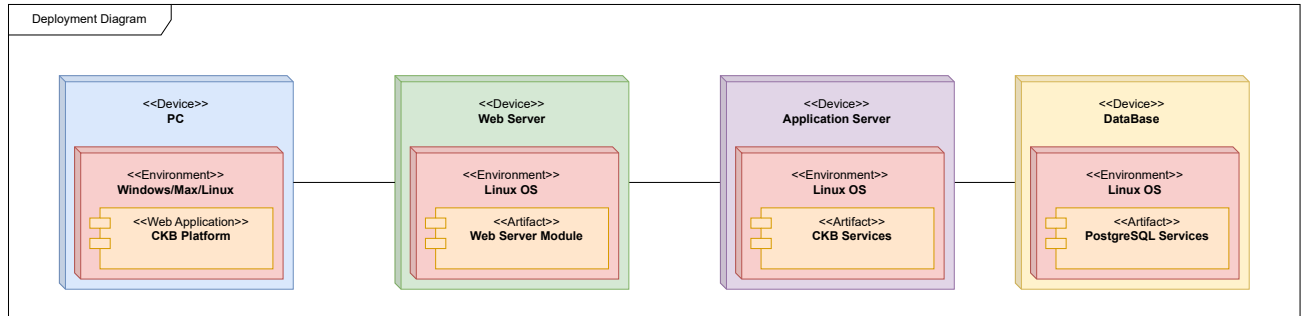 Deployment Diagram
<<Device>>
PC
<<Environment>>
Windows/Max/Linux
<<Web Application>>
CKB Platform
<<Device>>
Web Server
<<Environment>>
Linux OS
<<Artifact>>
Web Server Module
<<Device>>
Application Server
<<Environment>>
Linux OS
<<Artifact>>
CKB Services
<<Device>>
DataBase
<<Environment>>
Linux OS
<<Artifact>>
PostgreSQL Services